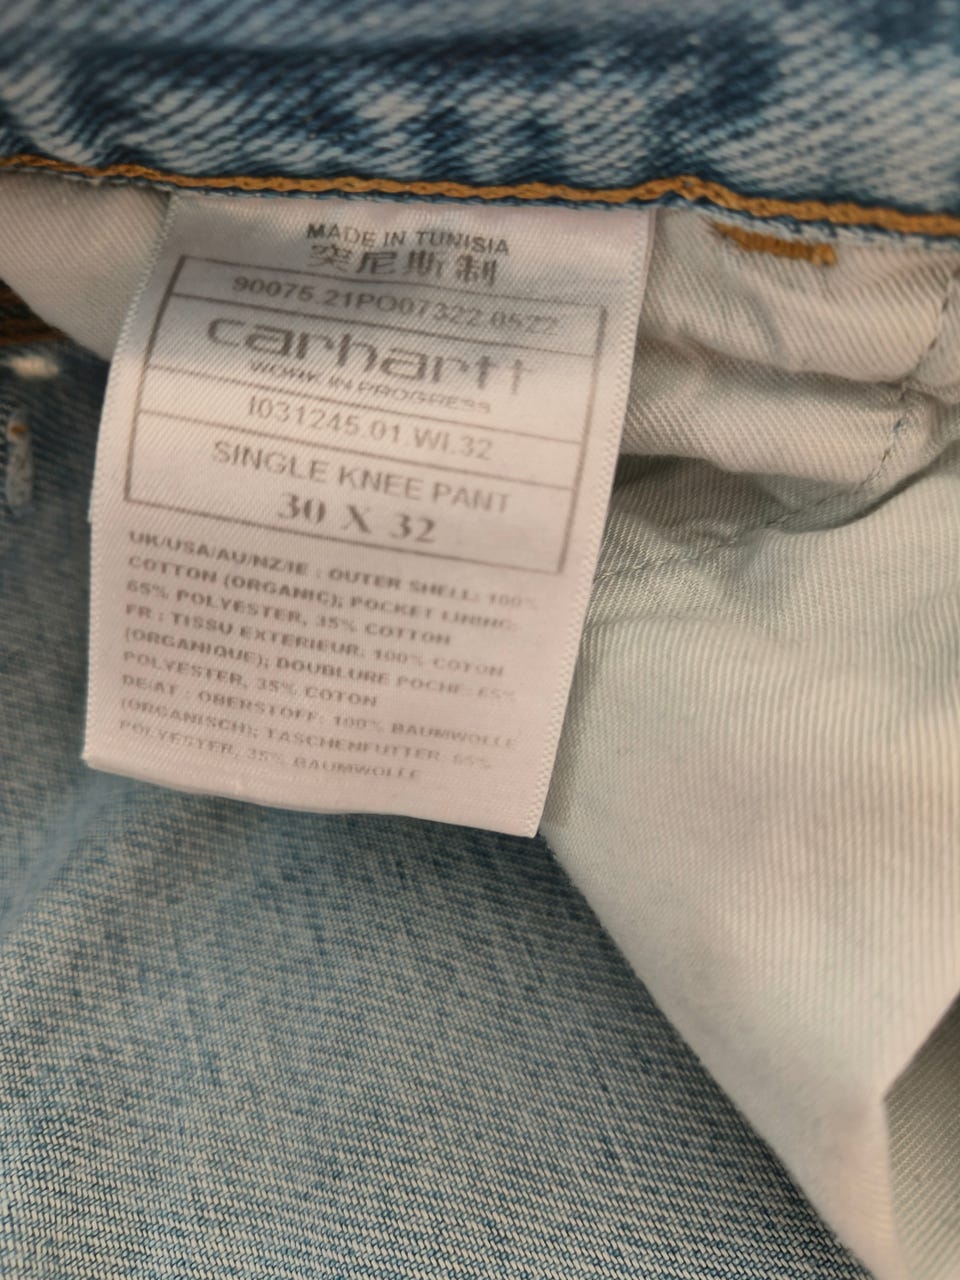 MADE IN TUNISIA
突尼斯制
90075.21PO07322.0522
carhartt
WORK IN PROGRESS
I031245.01.WI.32
SINGLE KNEE PANT
30 X 32
UK/USA/AU/NZ/IE : OUTER SHELL: 100%
COTTON (ORGANIC); POCKET LINING:
65% POLYESTER, 35% COTTON
FR : TISSU EXTERIEUR: 100% COTON
(ORGANIQUE); DOUBLURE POCHE: 65%
POLYESTER, 35% COTON
DE/AT : OBERSTOFF: 100% BAUMWOLLE
(ORGANISCH); TASCHENFUTTER: 65%
POLYESTER, 35% BAUMWOLLE